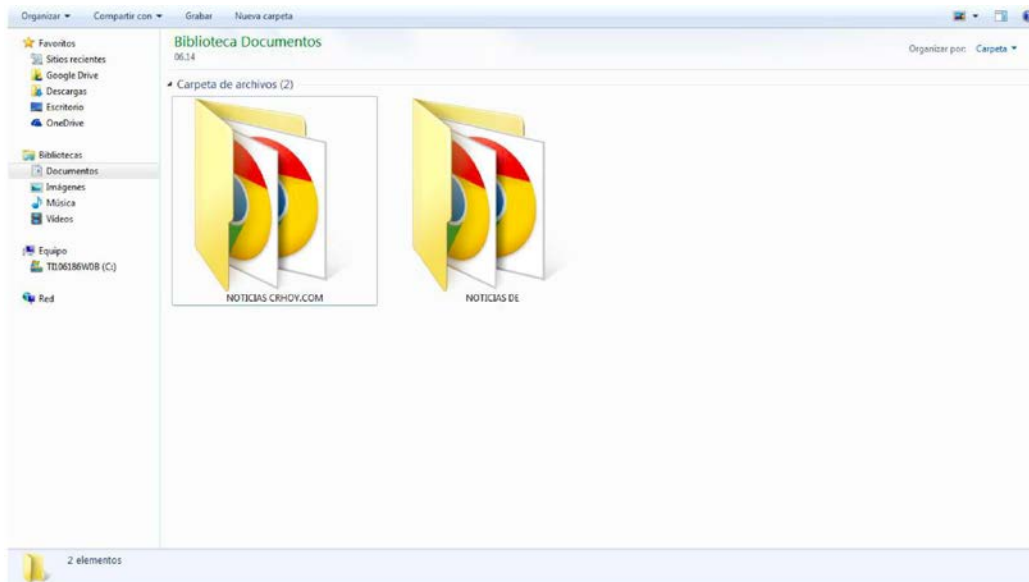 Organizar Compartir con Grabar Nueva carpeta
Favoritos
Sitios recientes
Google Drive
Descargas
Escritorio
OneDrive
Bibliotecas
Documentos
Imágenes
Música
Vídeos
Equipo
TI106186W0B (C:)
Red
Biblioteca Documentos
06.14
Organizar por: Carpeta
Carpeta de archivos (2)
NOTICIAS CRHOY.COM
NOTICIAS DE
2 elementos